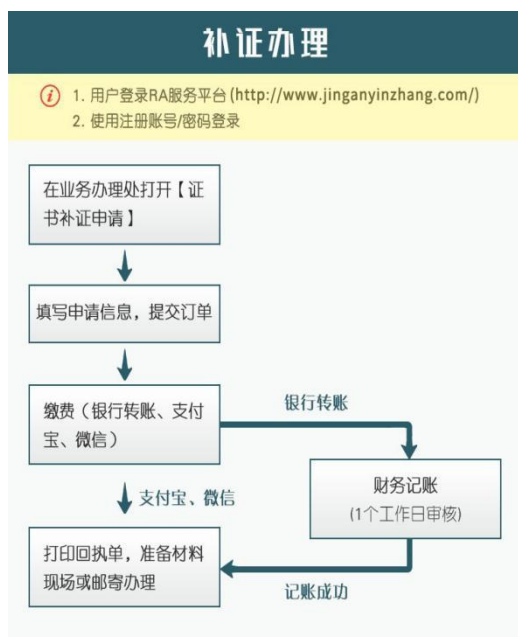 补证办理
1. 用户登录RA服务平台(http://www.jinganyinzhang.com/)
2. 使用注册账号/密码登录
在业务办理处打开【证
书补证申请】
填写申请信息，提交订单
缴费（银行转账、支付
宝、微信）
银行转账
财务记账
(1个工作日审核)
支付宝、微信
打印回执单，准备材料
现场或邮寄办理
记账成功